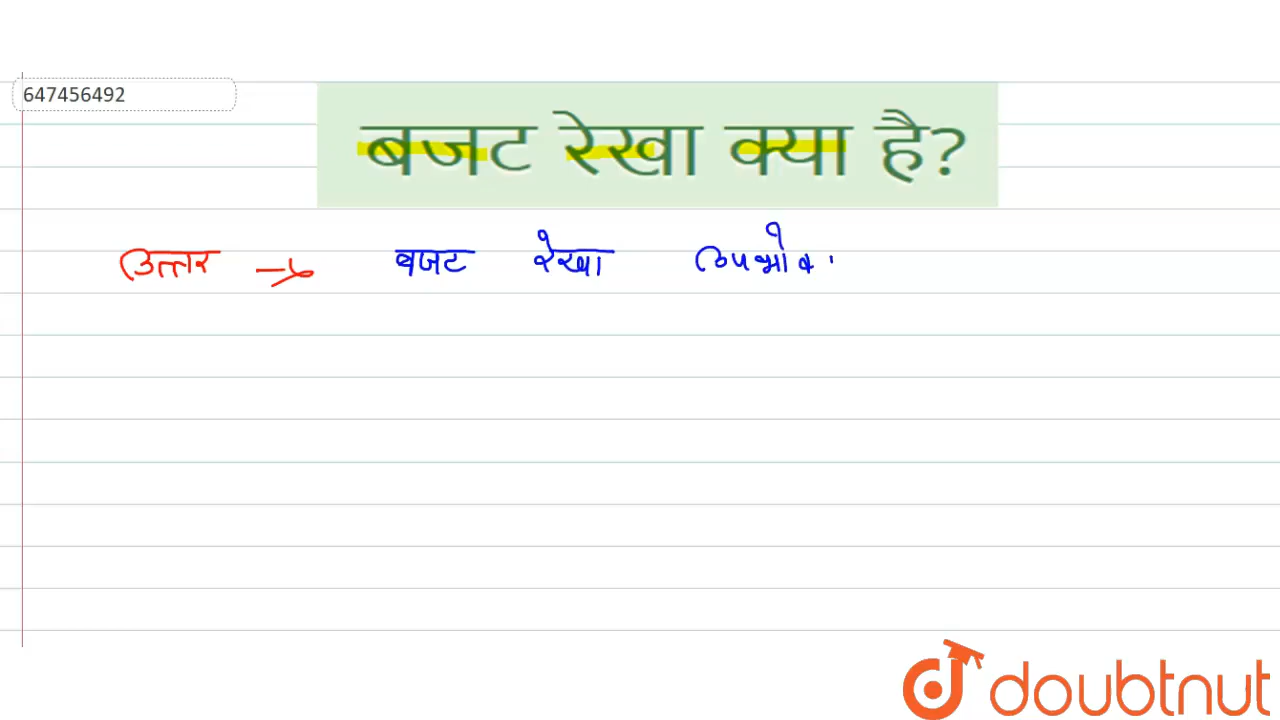 647456492
बजट रेखा क्या है?
उत्तर → बजट रेखा
doubtnut